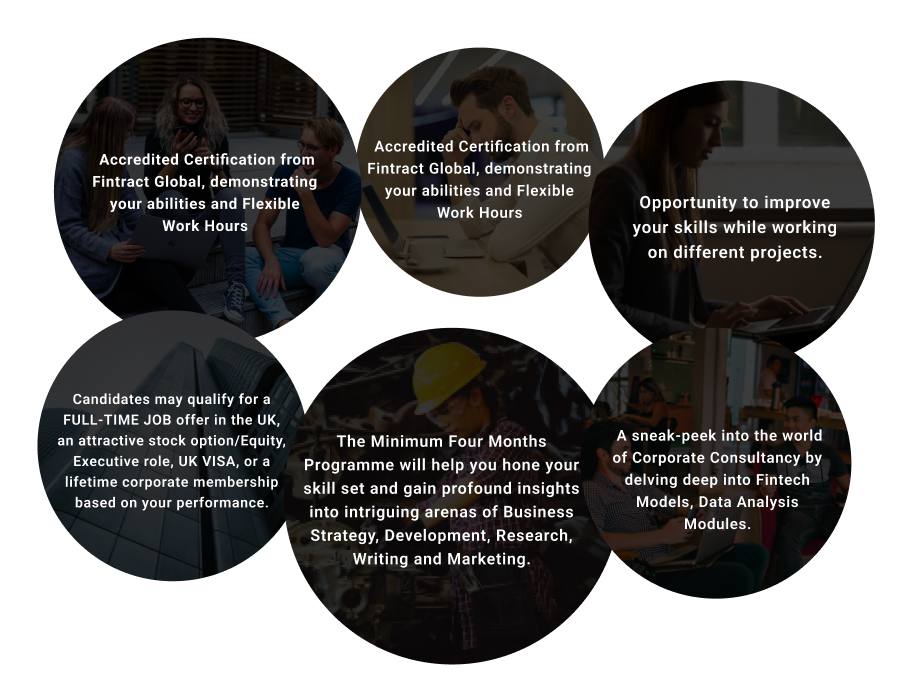 Accredited Certification from
Fintract Global, demonstrating
your abilities and Flexible
Work Hours
Accredited Certification from
Fintract Global, demonstrating
your abilities and Flexible
Work Hours
Opportunity to improve
your skills while working
on different projects.
Candidates may qualify for a
FULL-TIME JOB offer in the UK,
an attractive stock option/Equity,
Executive role, UK VISA, or a
lifetime corporate membership
based on your performance.
The Minimum Four Months
Programme will help you hone your
skill set and gain profound insights
into intriguing arenas of Business
Strategy, Development, Research,
Writing and Marketing.
A sneak-peek into the world
of Corporate Consultancy by
delving deep into Fintech
Models, Data Analysis
Modules.